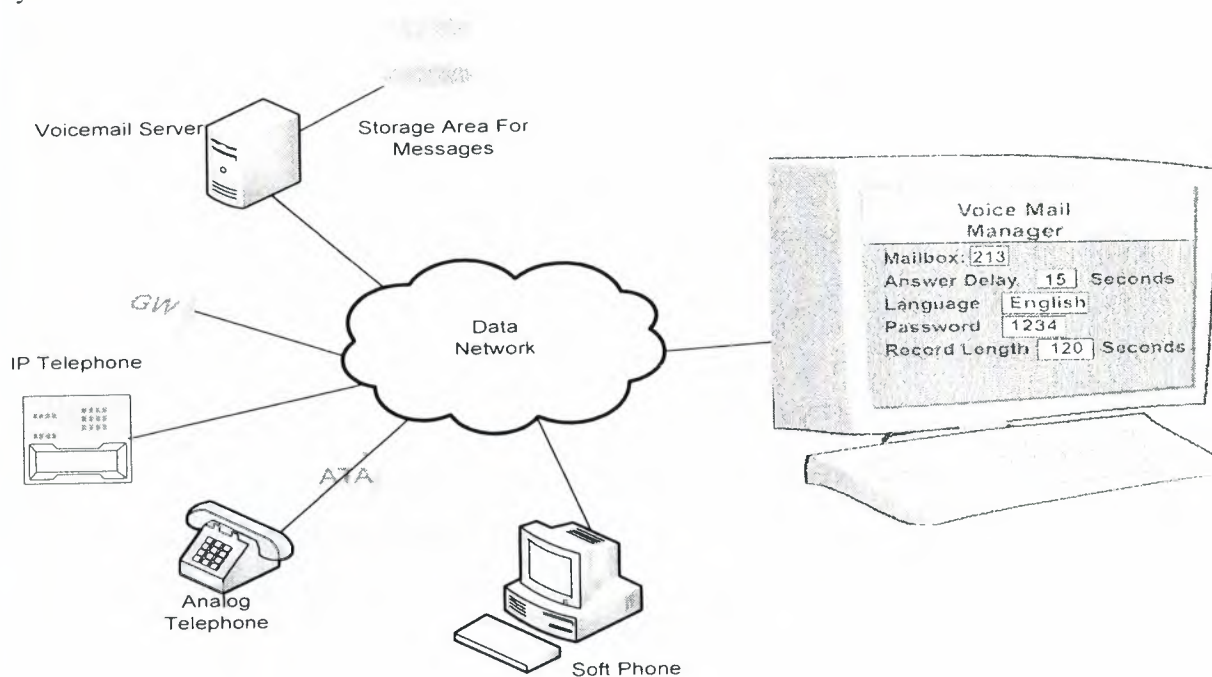 Voicemail Server
Storage Area For
Messages
Voice Mail
Manager
Mailbox: 213
Answer Delay 15 Seconds
Language English
Password 1234
Record Length 120 Seconds
GW
Data
Network
IP Telephone
ATA
Analog
Telephone
Soft Phone